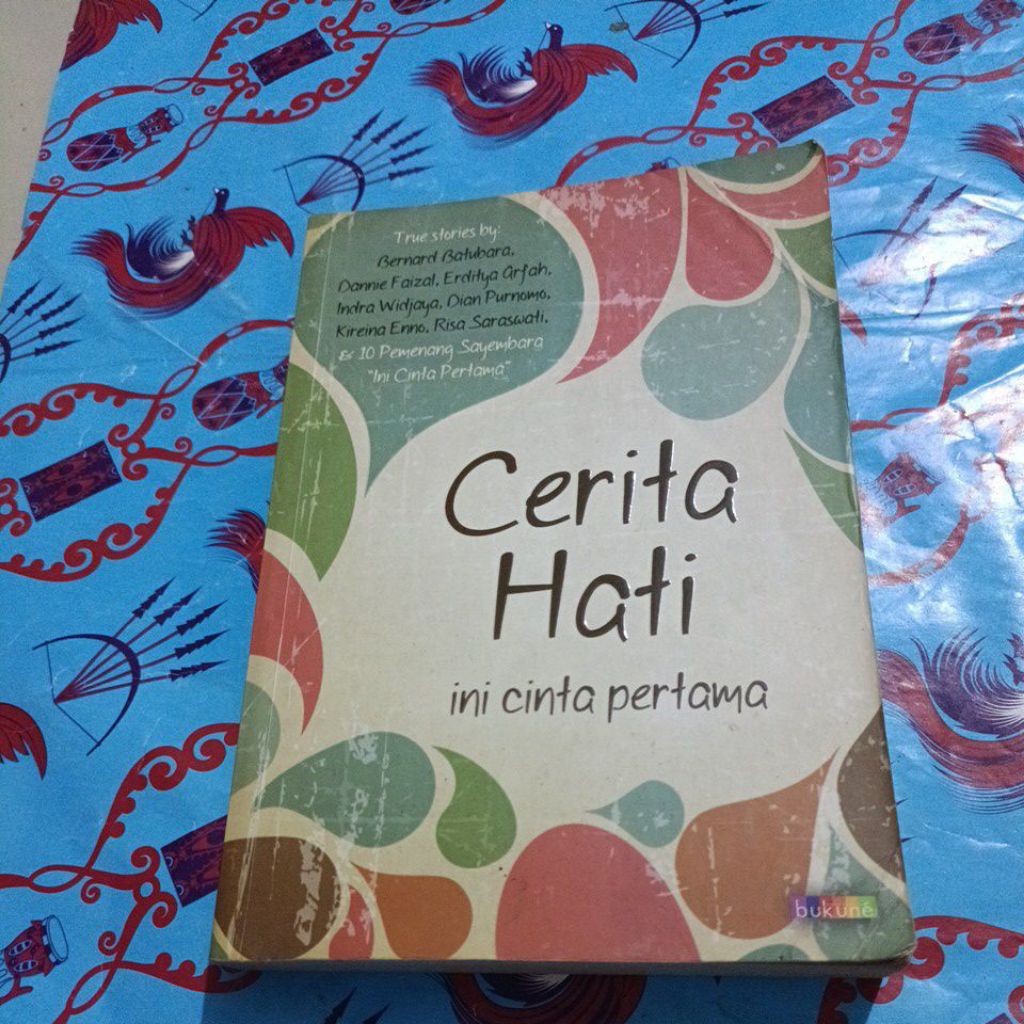 True stories by:
Bernard Batubara,
Dannie Faizal, Erditya Arfah,
Indra Widjaya, Dian Purnomo,
Kireina Enno, Risa Saraswati,
& 10 Pemenang Sayembara
"Ini Cinta Pertama"
Cerita
Hati
ini cinta pertama
bukuné